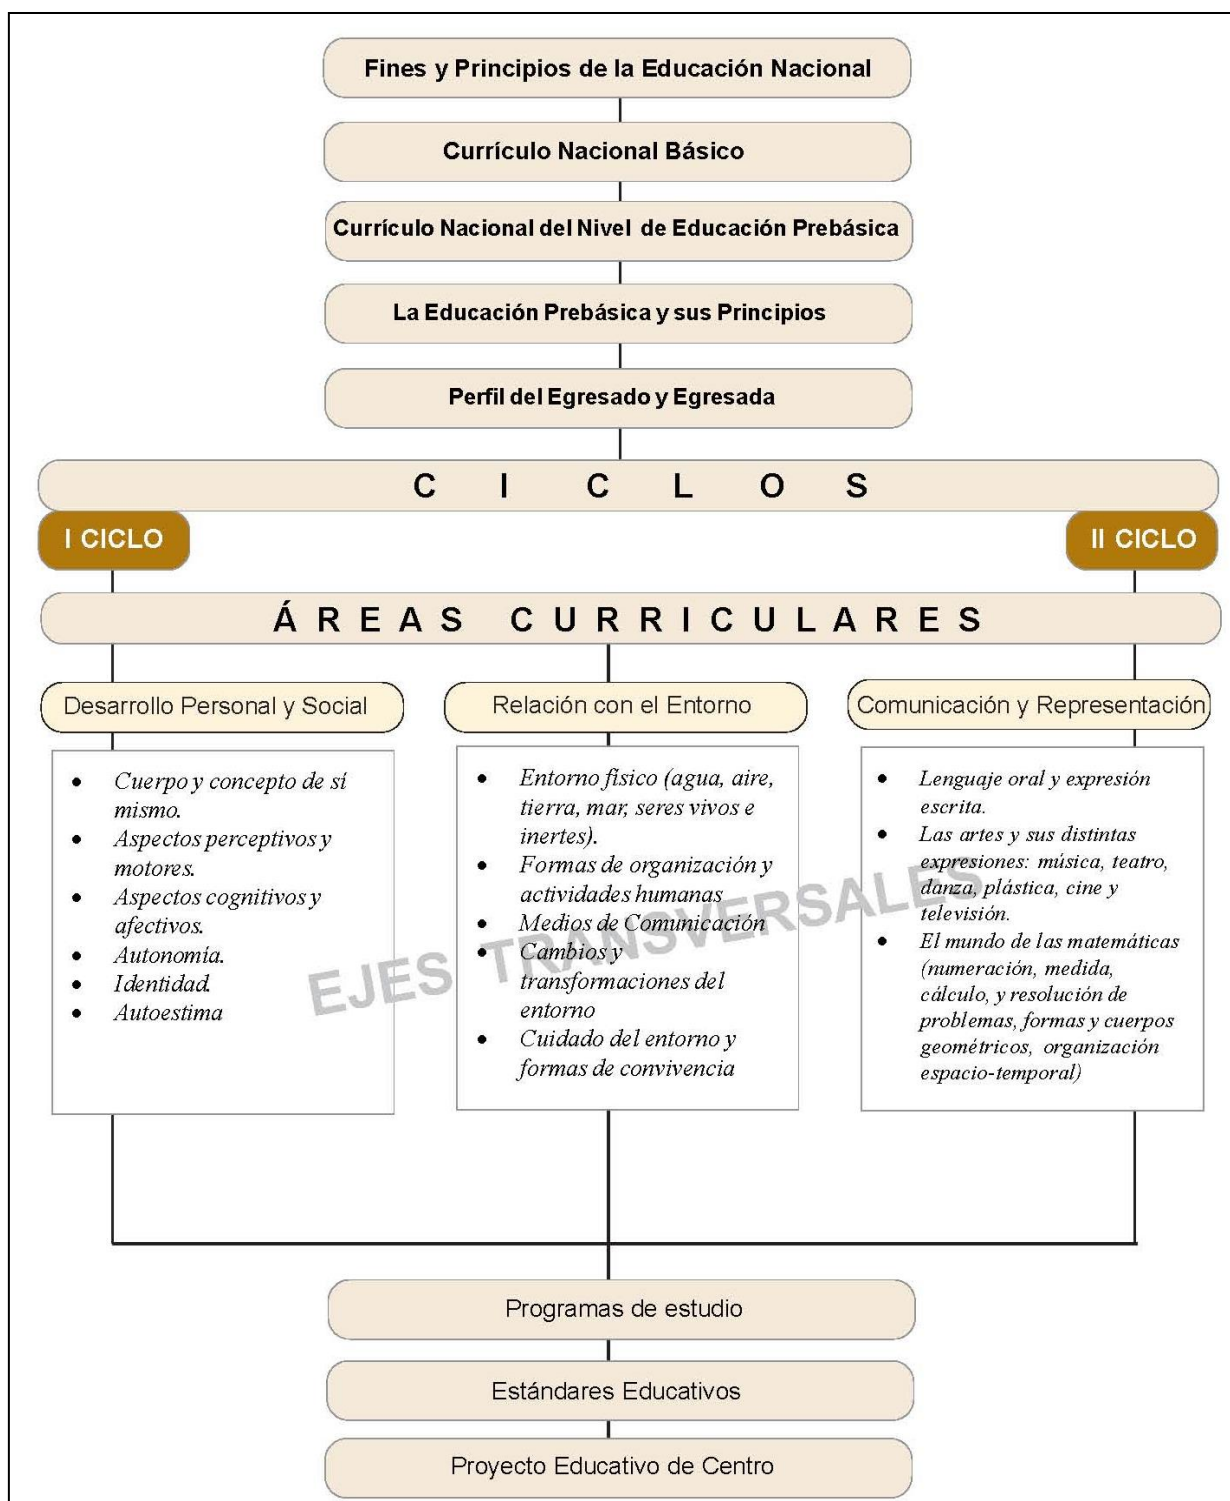 Fines y Principios de la Educación Nacional
Currículo Nacional Básico
Currículo Nacional del Nivel de Educación Prebásica
La Educación Prebásica y sus Principios
Perfil del Egresado y Egresada
CICLOS
I CICLO
II CICLO
ÁREAS CURRICULARES
Desarrollo Personal y Social
• Cuerpo y concepto de sí
mismo.
• Aspectos perceptivos y
motores.
• Aspectos cognitivos y
afectivos.
• Autonomía.
• Identidad.
• Autoestima
Relación con el Entorno
• Entorno físico (agua, aire,
tierra, mar, seres vivos e
inertes).
• Formas de organización y
actividades humanas
• Medios de Comunicación
• Cambios y
transformaciones del
entorno
• Cuidado del entorno y
formas de convivencia
Comunicación y Representación
• Lenguaje oral y expresión
escrita.
• Las artes y sus distintas
expresiones: música, teatro,
danza, plástica, cine y
televisión.
• El mundo de las matemáticas
(numeración, medida,
cálculo, y resolución de
problemas, formas y cuerpos
geométricos, organización
espacio-temporal)
EJES TRANSVERSALES
Programas de estudio
Estándares Educativos
Proyecto Educativo de Centro